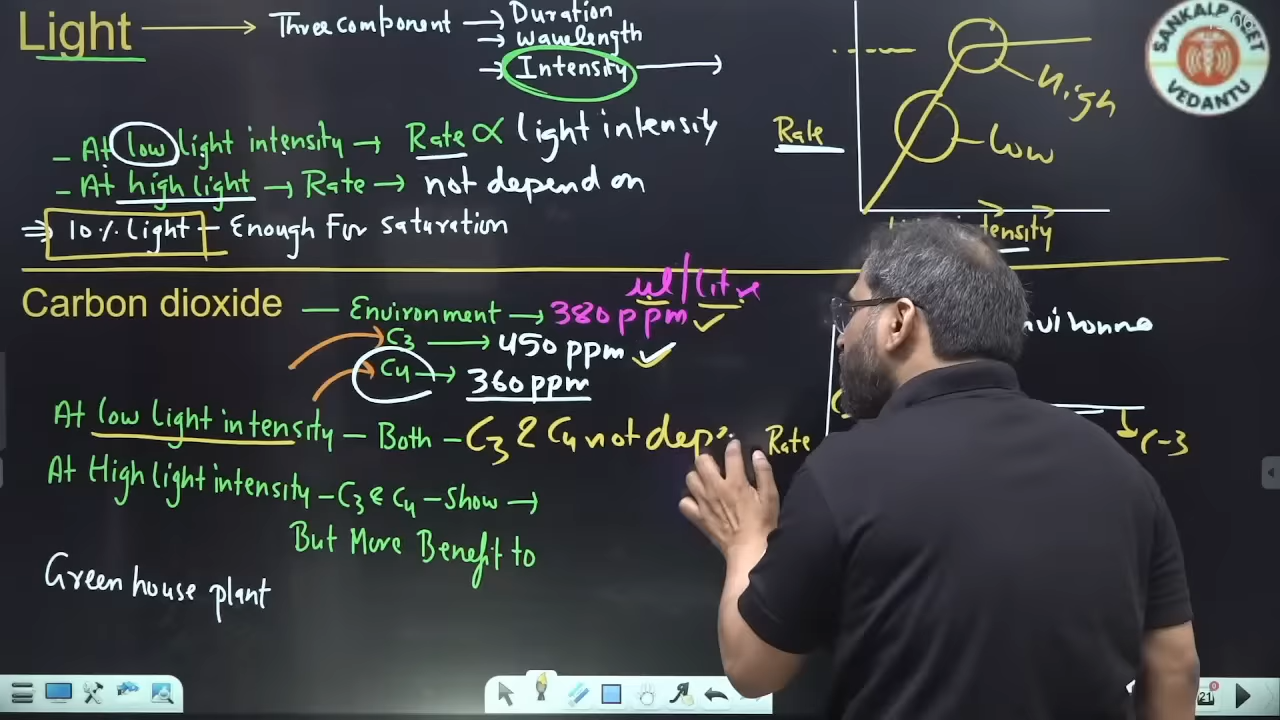 Light → Three component → Duration
→ Wavelength
→ Intensity →
- At low light intensity → Rate ∝ light intensity
- At high light → Rate → not depend on
⇒ 10% Light - Enough For Saturation
Rate
High
Low
SANKALP NEET
VEDANTU
Carbon dioxide — Environment → 380 ppm
μl/litre
C3 → 450 ppm
C4 → 360 ppm
At low Light intensity - Both - C3 & C4 not dep
At High light intensity - C3 & C4 - Show →
But More Benefit to
Green house plant
Rate
C-3
21